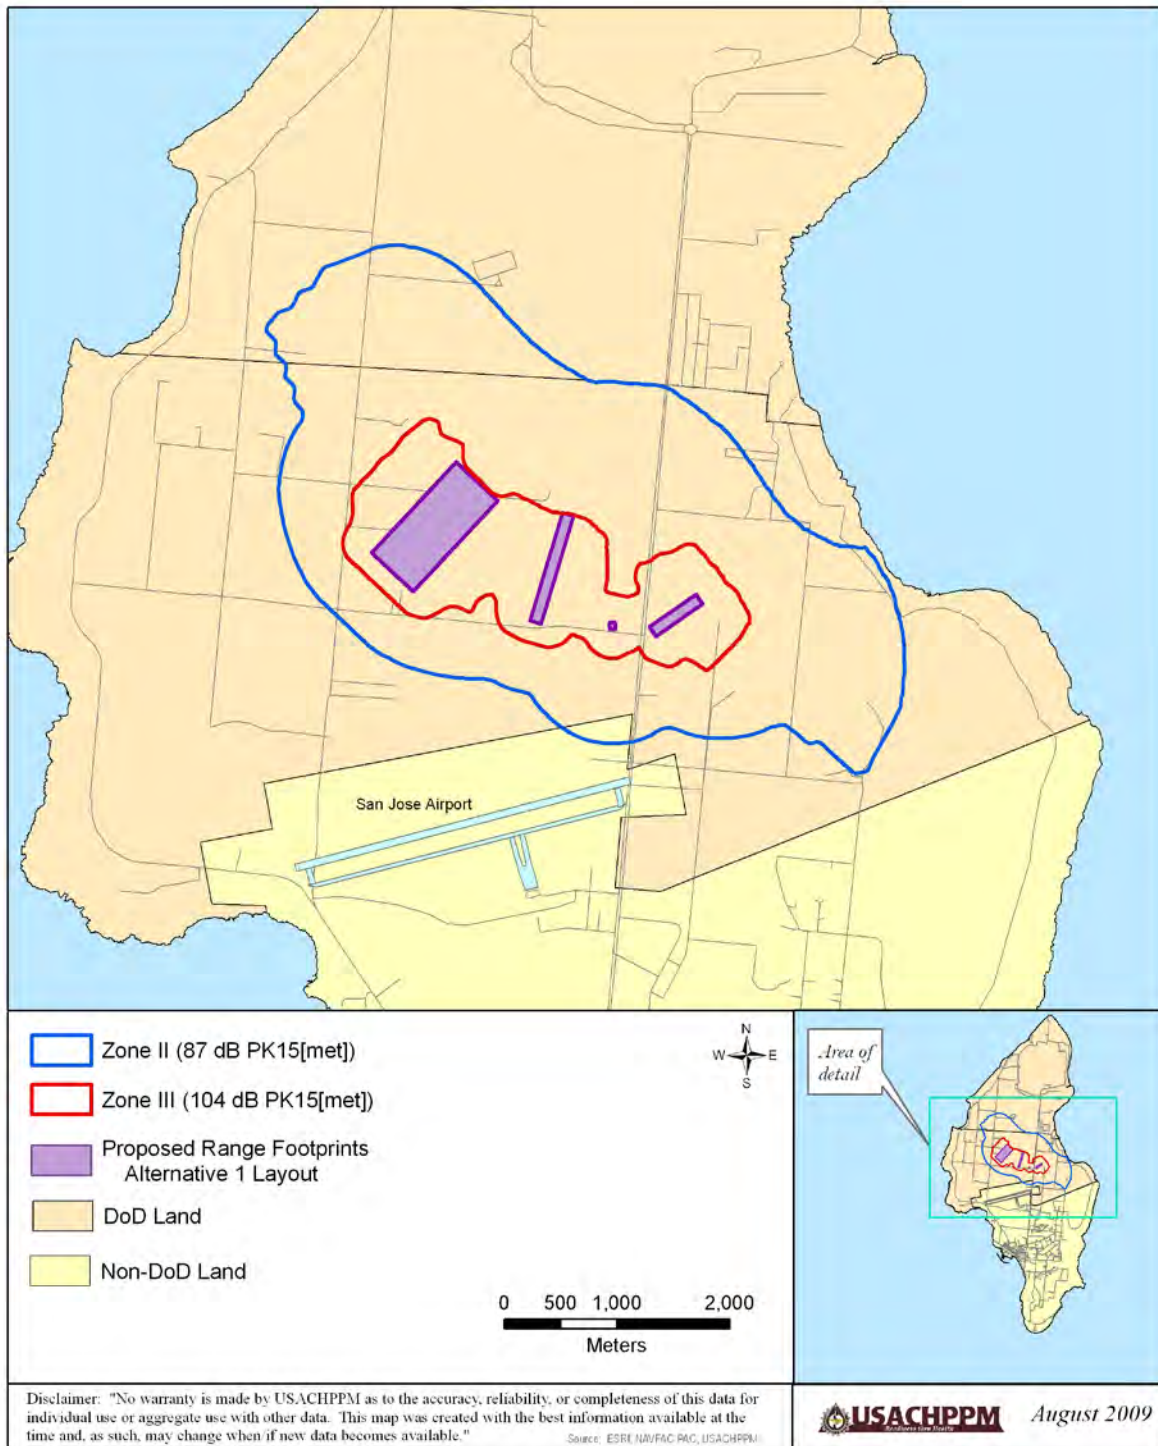 San Jose Airport
Zone II (87 dB PK15[met])
Zone III (104 dB PK15[met])
Proposed Range Footprints
Alternative 1 Layout
DoD Land
Non-DoD Land
N
W E
S
0 500 1,000 2,000
Meters
Area of
detail
Disclaimer: "No warranty is made by USACHPPM as to the accuracy, reliability, or completeness of this data for
individual use or aggregate use with other data. This map was created with the best information available at the
time and, as such, may change when/if new data becomes available."
Source: ESRI, NAVFAC PAC, USACHPPM
USACHPPM
Readiness thru Health
August 2009